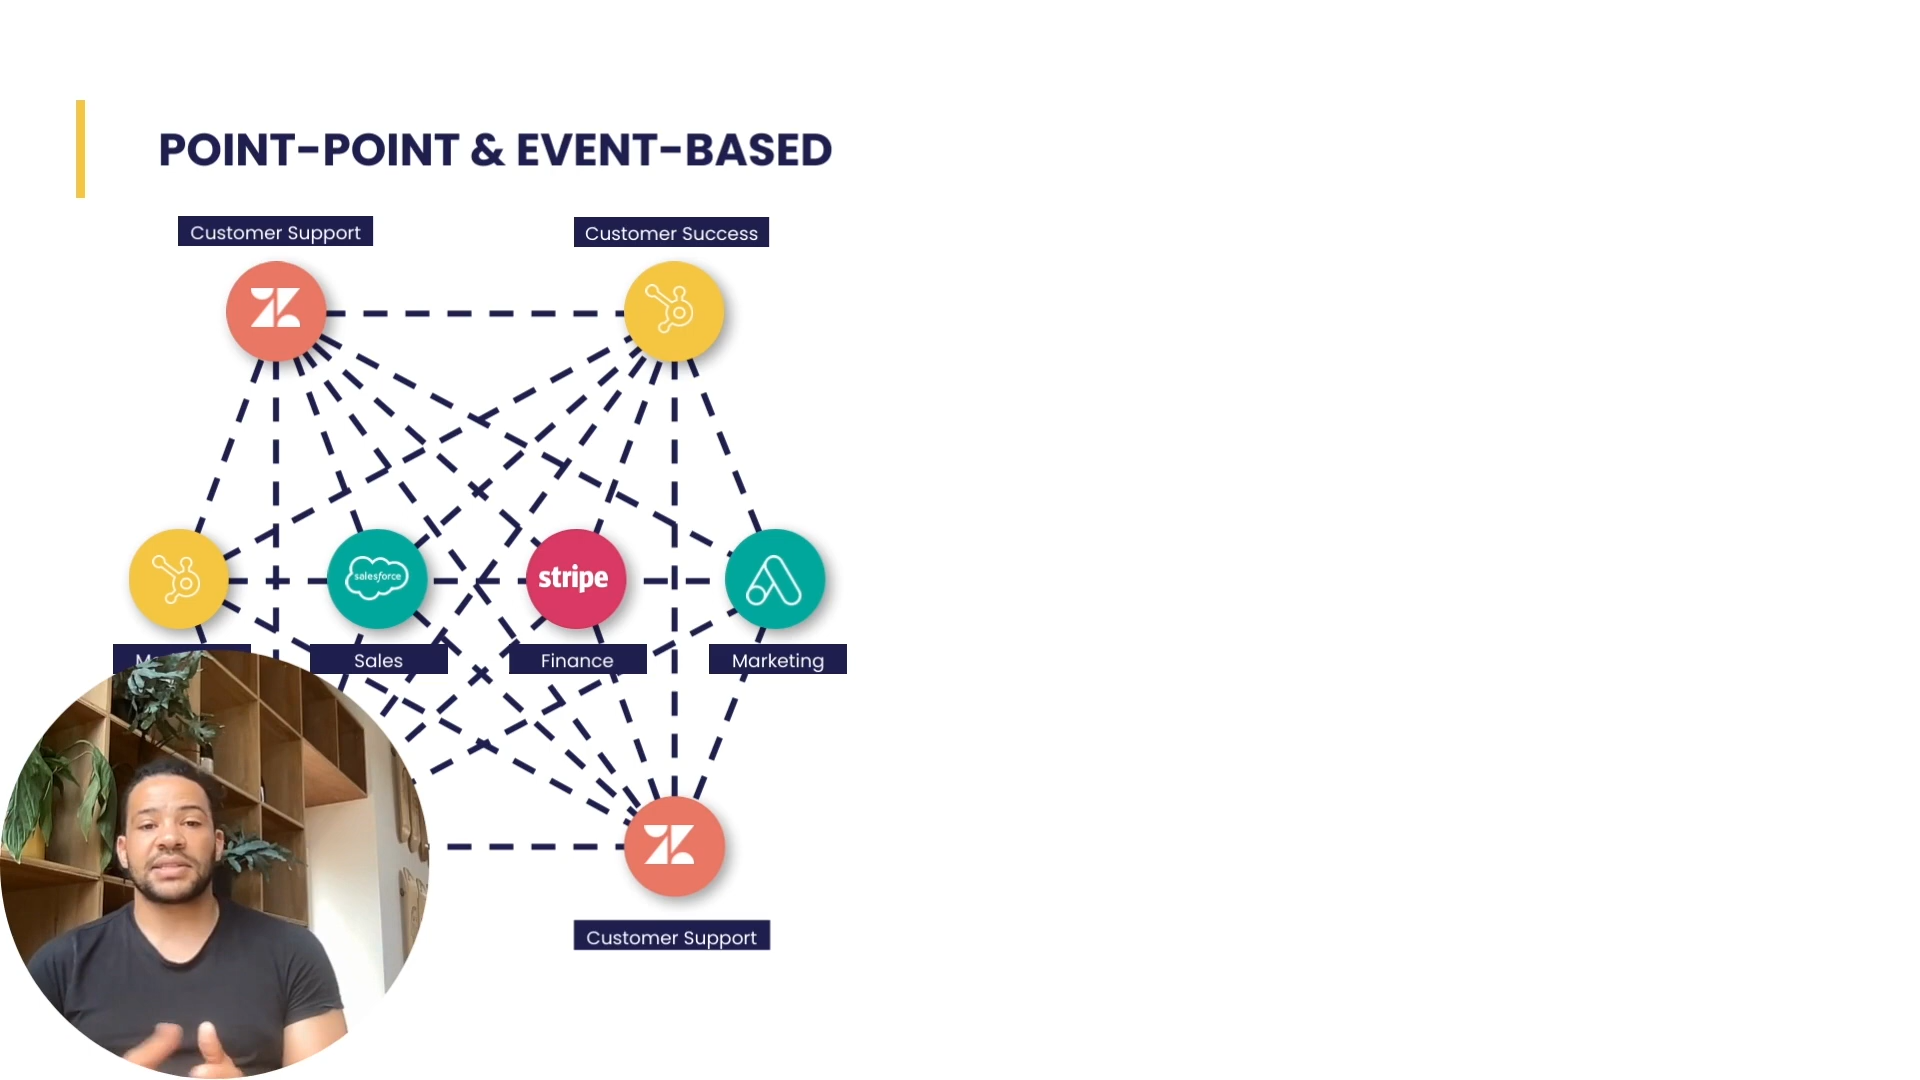 POINT-POINT & EVENT-BASED
Customer Support
Customer Success
salesforce
stripe
Sales
Finance
Marketing
Customer Support